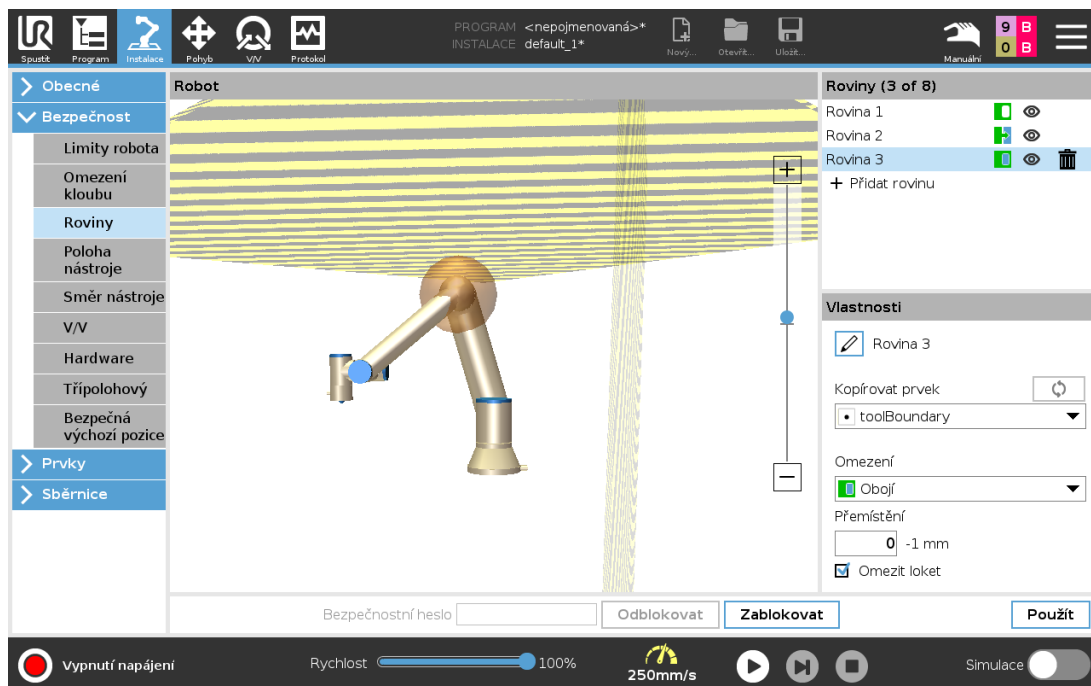 PROGRAM <nepojmenovaná>*
INSTALACE default_1*
Spustit
Program
Instalace
Pohyb
V/V
Protokol
Nový...
Otevřít...
Uložit...
Manuální
9 B
0 B
Obecné
Bezpečnost
Limity robota
Omezení
kloubu
Roviny
Poloha
nástroje
Směr nástroje
V/V
Hardware
Třípolohový
Bezpečná
výchozí pozice
Prvky
Sběrnice
Robot
Roviny (3 of 8)
Rovina 1
Rovina 2
Rovina 3
+ Přidat rovinu
Vlastnosti
Rovina 3
Kopírovat prvek
toolBoundary
Omezení
Obojí
Přemístění
0 -1 mm
Omezit loket
Bezpečnostní heslo
Odblokovat
Zablokovat
Použít
Vypnutí napájení
Rychlost
100%
250mm/s
Simulace